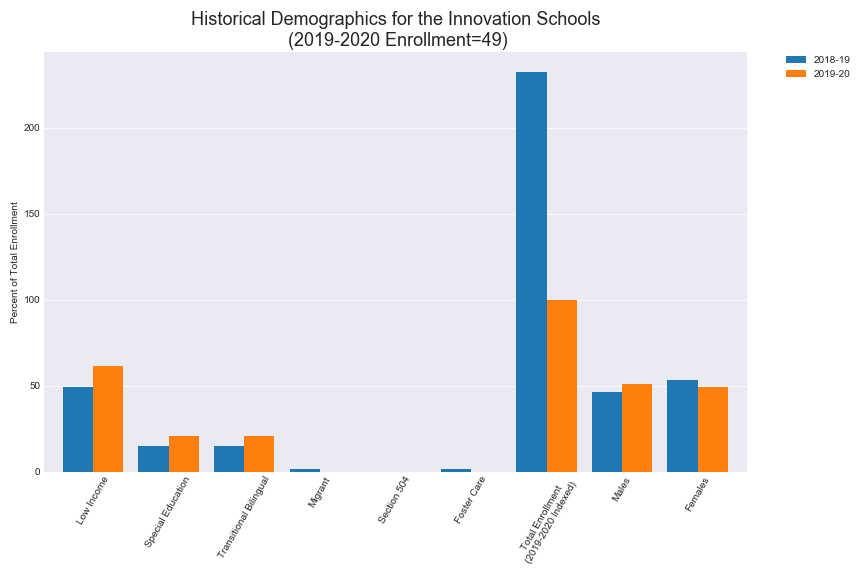 Historical Demographics for the Innovation Schools
(2019-2020 Enrollment=49)
2018-19
2019-20
Percent of Total Enrollment
200
150
100
50
0
Low Income
Special Education
Transitional Bilingual
Migrant
Section 504
Foster Care
Total Enrollment
(2019-2020 Indexed)
Males
Females